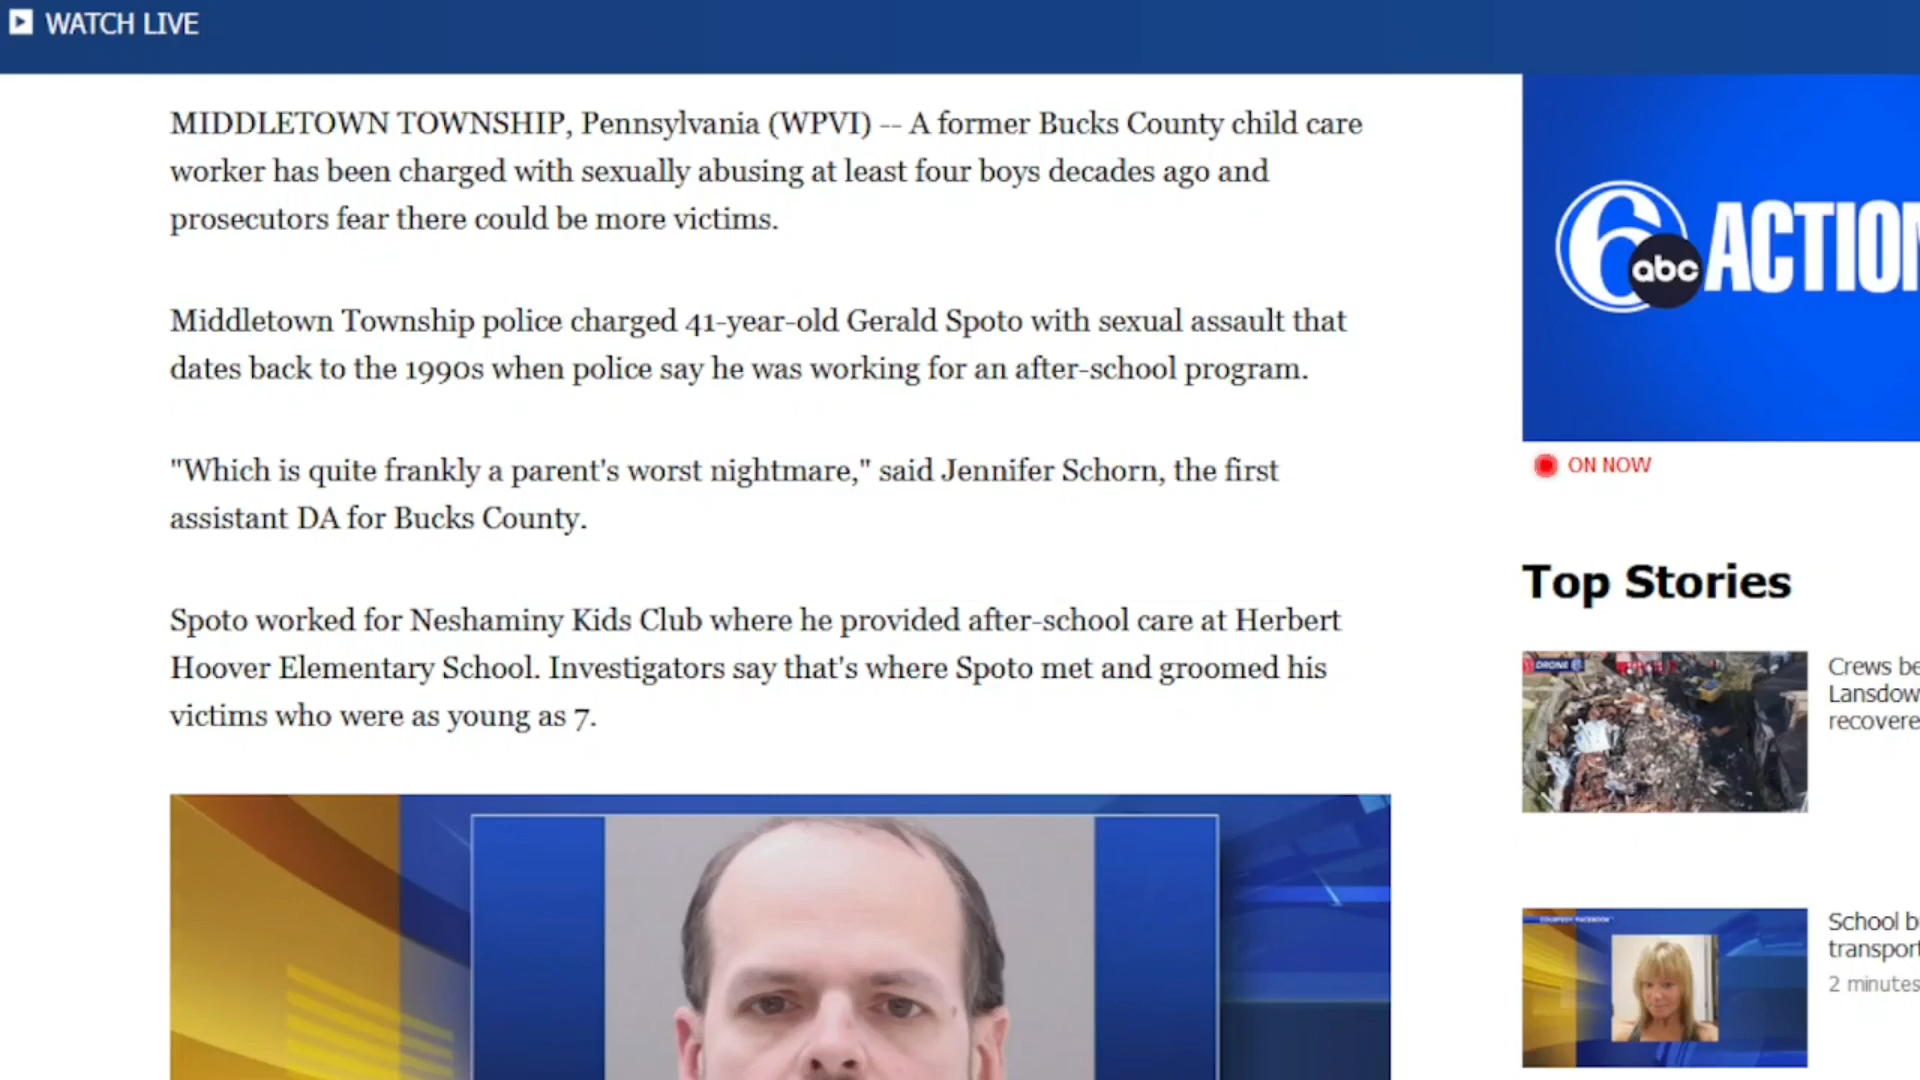 WATCH LIVE
MIDDLETOWN TOWNSHIP, Pennsylvania (WPVI) -- A former Bucks County child care
worker has been charged with sexually abusing at least four boys decades ago and
prosecutors fear there could be more victims.
Middletown Township police charged 41-year-old Gerald Spoto with sexual assault that
dates back to the 1990s when police say he was working for an after-school program.
"Which is quite frankly a parent's worst nightmare," said Jennifer Schorn, the first
assistant DA for Bucks County.
Spoto worked for Neshaminy Kids Club where he provided after-school care at Herbert
Hoover Elementary School. Investigators say that's where Spoto met and groomed his
victims who were as young as 7.
6 abc ACTION
ON NOW
Top Stories
DRONE 6
Crews be
Lansdow
recovere
COURTESY: FACEBOOK
School b
transport
2 minutes